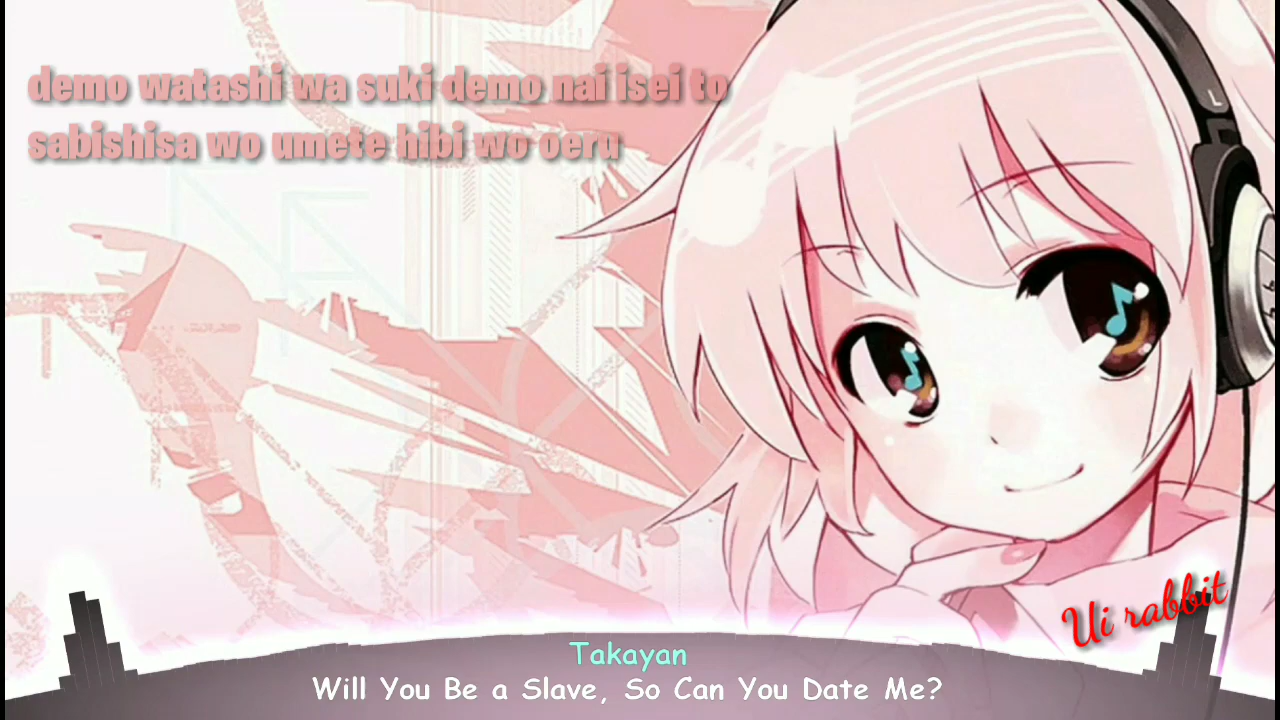 demo watashi wa suki demo nai isei to
sabishisa wo umete hibi wo oeru
L
Ui rabbit
Takayan
Will You Be a Slave, So Can You Date Me?